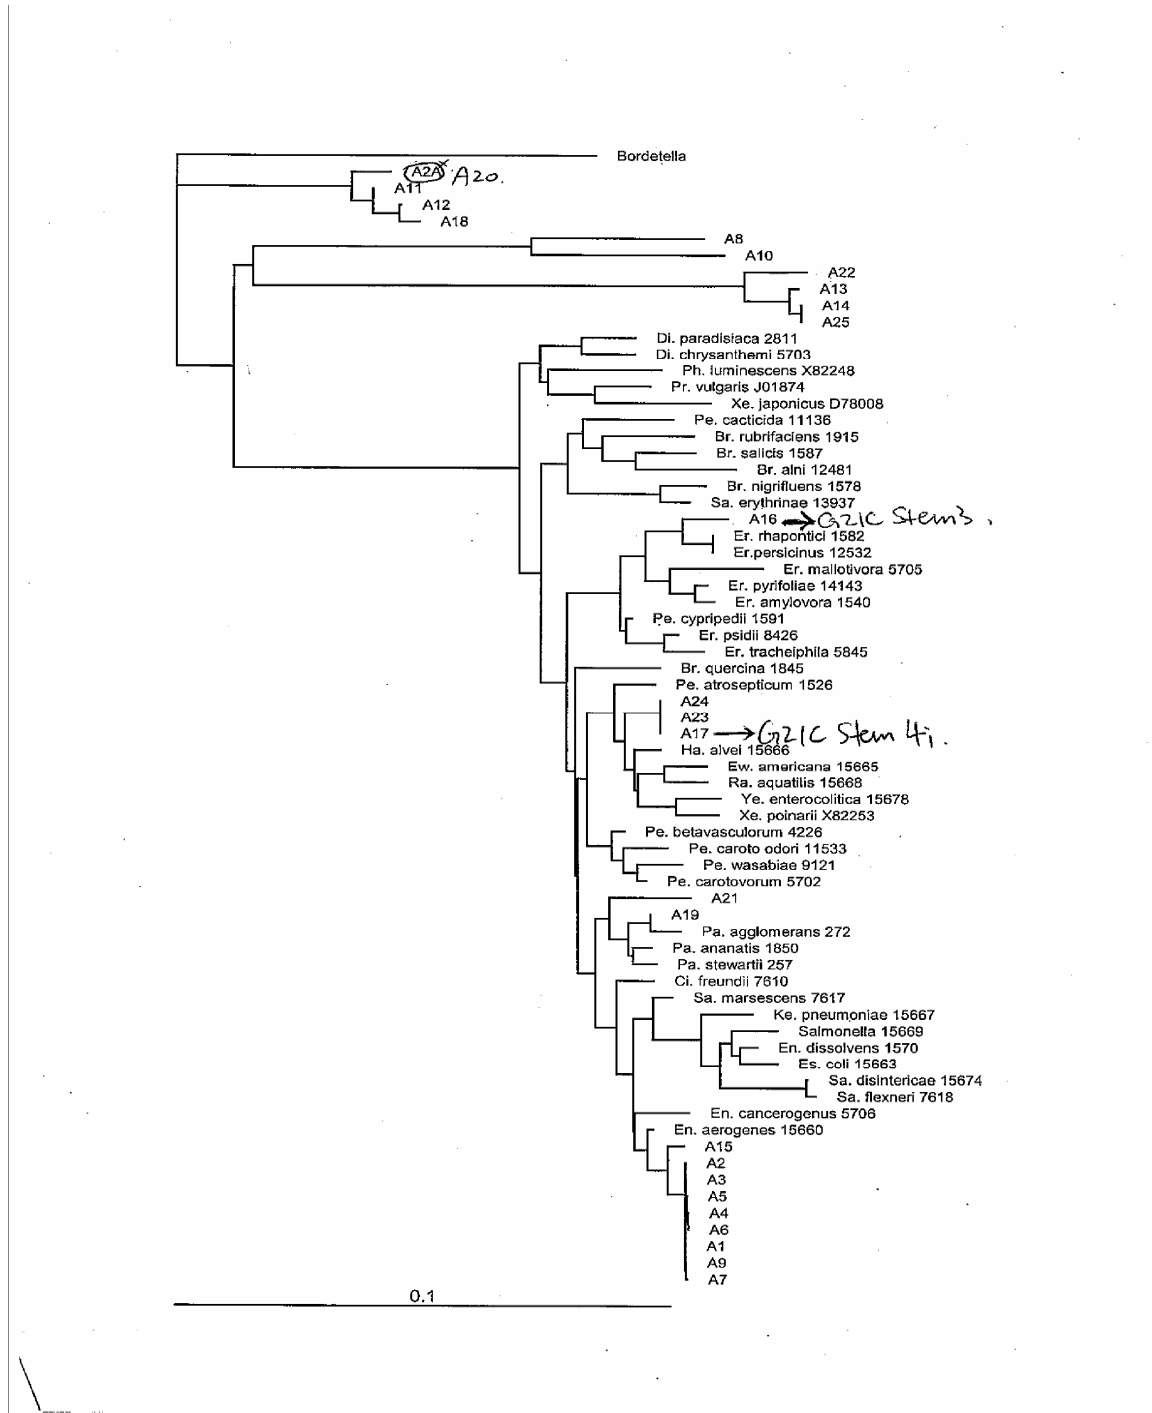 Bordetella
A2A A20.
A11
A12
A18
A8
A10
A22
A13
A14
A25
Di. paradisiaca 2811
Di. chrysanthemi 5703
Ph. luminescens X82248
Pr. vulgaris J01874
Xe. japonicus D78008
Pe. cacticida 11136
Br. rubrifaciens 1915
Br. salicis 1587
Br. alni 12481
Br. nigrifluens 1578
Sa. erythrinae 13937
A16 → G21C Stem3.
Er. rhapontici 1582
Er.persicinus 12532
Er. mallotivora 5705
Er. pyrifoliae 14143
Er. amylovora 1540
Pe. cypripedii 1591
Er. psidii 8426
Er. tracheiphila 5845
Br. quercina 1845
Pe. atrosepticum 1526
A24
A23
A17 → G21C Stem 4i.
Ha. alvei 15666
Ew. americana 15665
Ra. aquatilis 15668
Ye. enterocolitica 15678
Xe. poinarii X82253
Pe. betavasculorum 4226
Pe. caroto odori 11533
Pe. wasabiae 9121
Pe. carotovorum 5702
A21
A19
Pa. agglomerans 272
Pa. ananatis 1850
Pa. stewartii 257
Ci. freundii 7610
Sa. marsescens 7617
Ke. pneumoniae 15667
Salmonella 15669
En. dissolvens 1570
Es. coli 15663
Sa. disintericae 15674
Sa. flexneri 7618
En. cancerogenus 5706
En. aerogenes 15660
A15
A2
A3
A5
A4
A6
A1
A9
A7
0.1